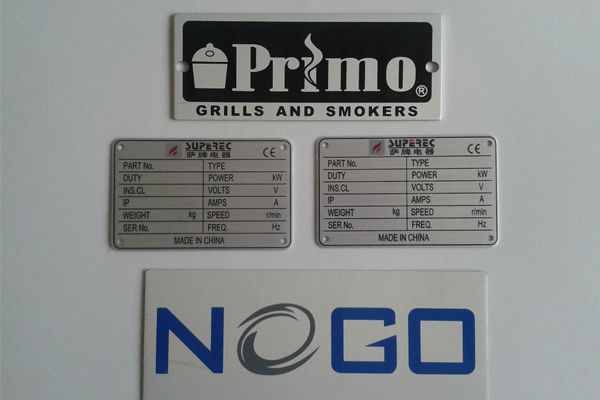 Primo®
GRILLS AND SMOKERS
SUPEREC
萨牌电器 CE
PART No. TYPE
DUTY POWER kW
INS.CL VOLTS V
IP AMPS A
WEIGHT kg SPEED r/min
SER No. FREQ. Hz
MADE IN CHINA
SUPEREC
萨牌电器 CE
PART No. TYPE
DUTY POWER kW
INS.CL VOLTS V
IP AMPS A
WEIGHT kg SPEED r/min
SER No. FREQ. Hz
MADE IN CHINA
NOGO